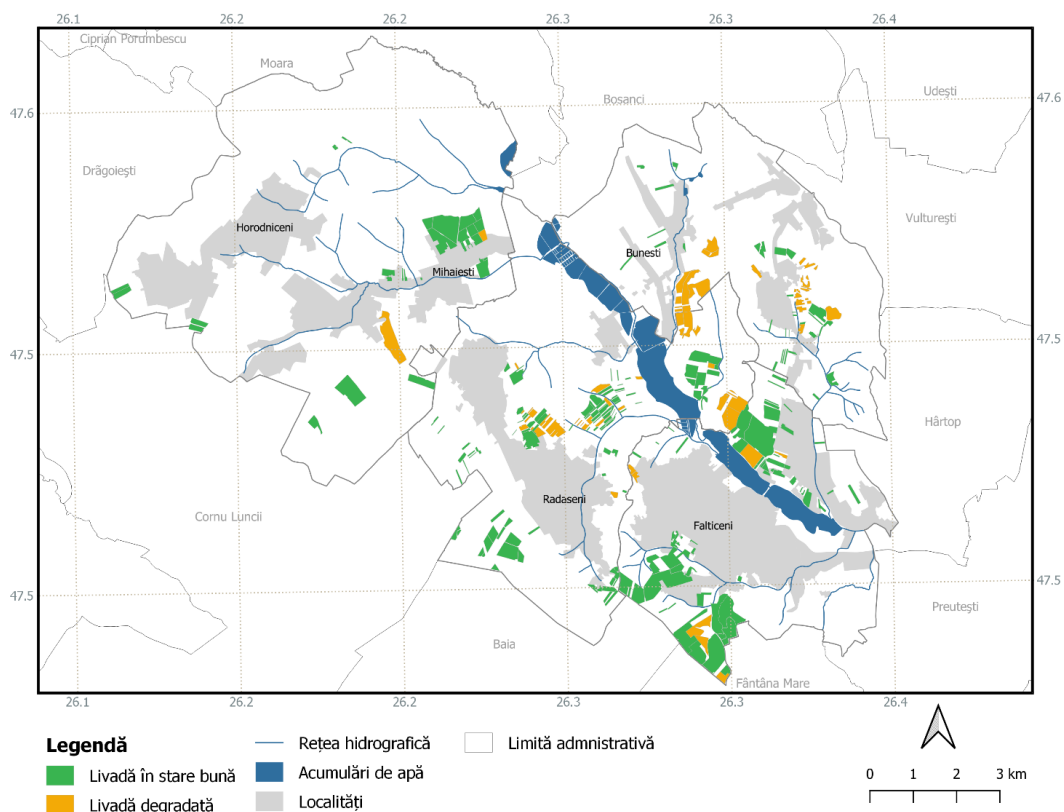 26.1 26.2 26.2 26.3 26.3 26.4
Ciprian Porumbescu
Moara
Bosanci
Udești
47.6 47.6
Drăgoiești
Vulturești
Horodniceni
Bunesti
Mihaiesti
47.5 47.5
Hârtop
Radaseni
Cornu Luncii
Falticeni
47.5 47.5
Preutești
Baia
Fântâna Mare
26.1 26.2 26.2 26.3 26.3 26.4
Legendă
Livadă în stare bună
Livadă degradată
Rețea hidrografică
Acumulări de apă
Localități
Limită admnistrativă
0 1 2 3 km